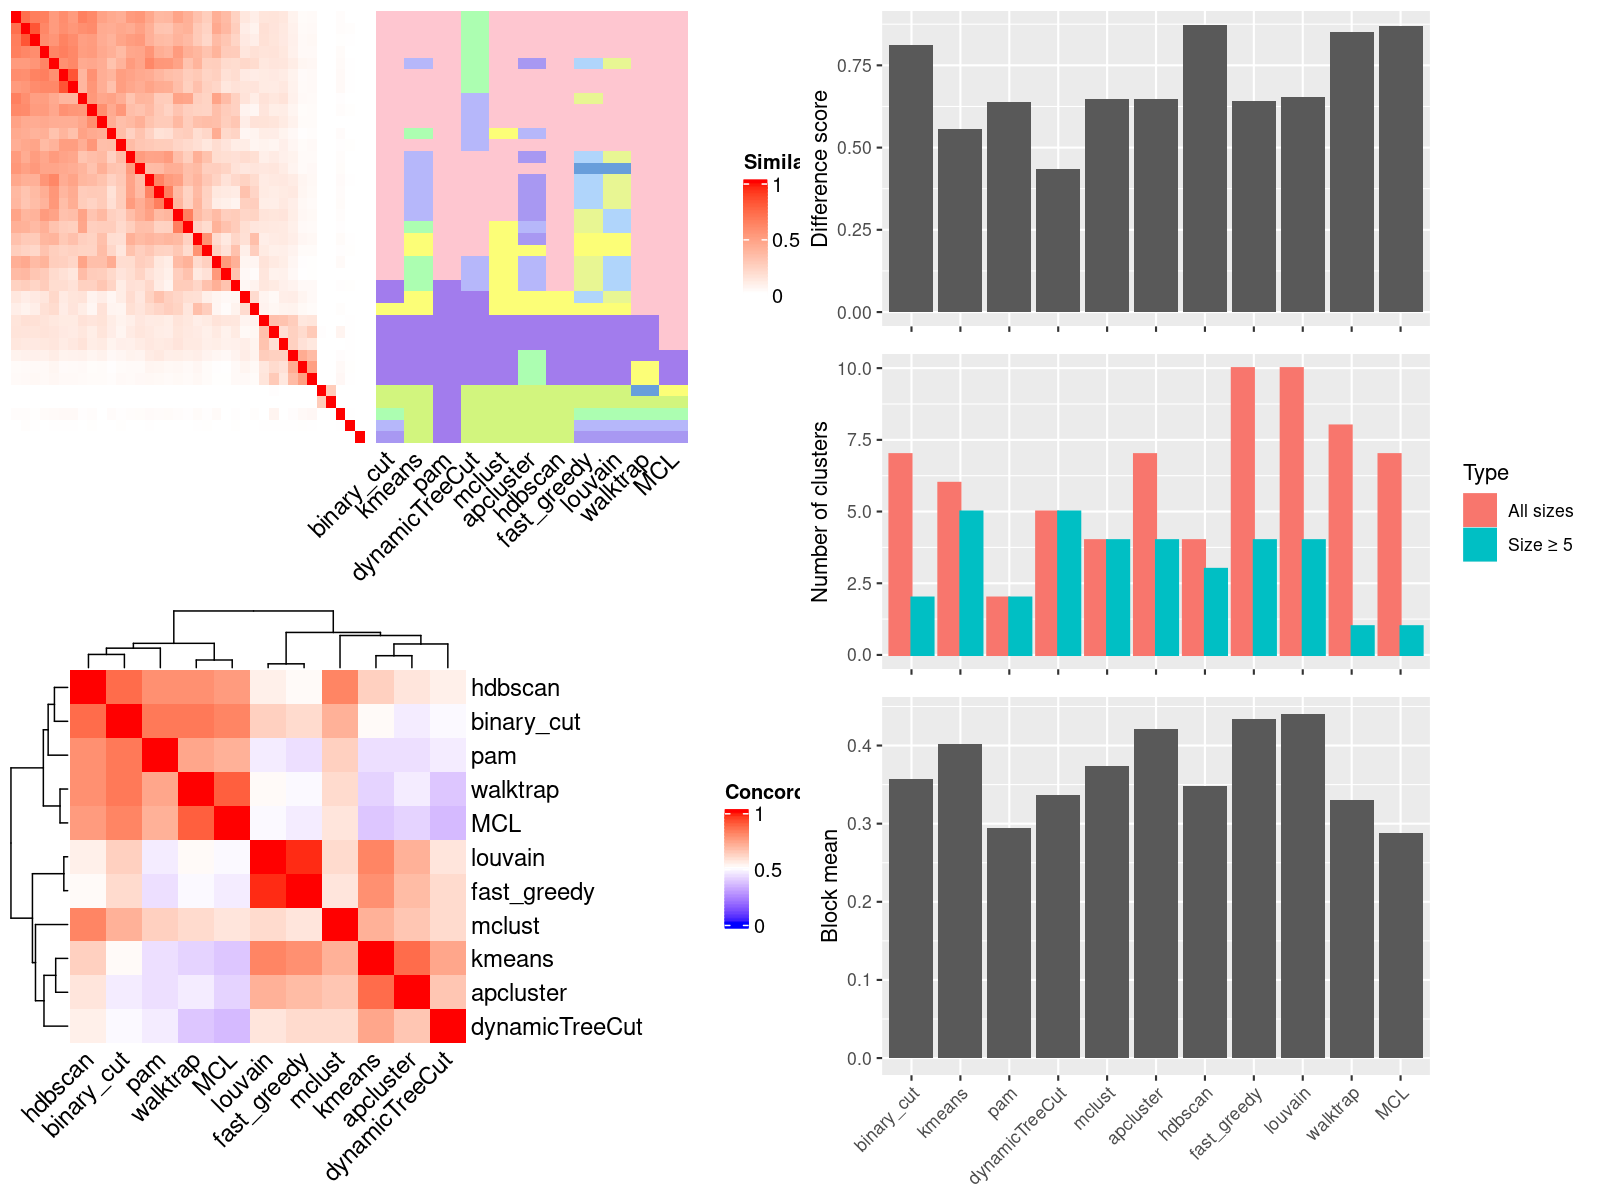 Simila
1
0.5
0
binary_cut
kmeans
pam
dynamicTreeCut
mclust
apcluster
hdbscan
fast_greedy
louvain
walktrap
MCL
hdbscan
binary_cut
pam
walktrap
MCL
louvain
fast_greedy
mclust
kmeans
apcluster
dynamicTreeCut
hdbscan
binary_cut
pam
walktrap
MCL
louvain
fast_greedy
mclust
kmeans
apcluster
dynamicTreeCut
Concord
1
0.5
0
Difference score
0.75
0.50
0.25
0.00
Number of clusters
10.0
7.5
5.0
2.5
0.0
Type
All sizes
Size ≥ 5
Block mean
0.4
0.3
0.2
0.1
0.0
binary_cut
kmeans
pam
dynamicTreeCut
mclust
apcluster
hdbscan
fast_greedy
louvain
walktrap
MCL